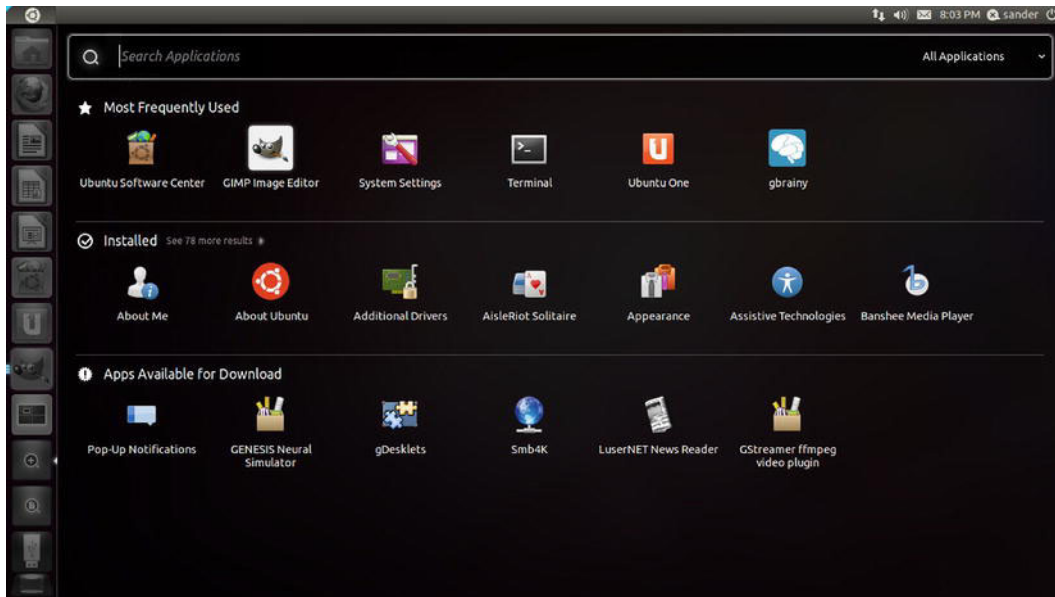 8:03 PM sander
Search Applications All Applications
Most Frequently Used
Ubuntu Software Center GIMP Image Editor System Settings Terminal Ubuntu One gbrainy
Installed See 78 more results
About Me About Ubuntu Additional Drivers AisleRiot Solitaire Appearance Assistive Technologies Banshee Media Player
Apps Available for Download
Pop-Up Notifications GENESIS Neural gDesklets Smb4K LuserNET News Reader GStreamer ffmpeg
Simulator video plugin